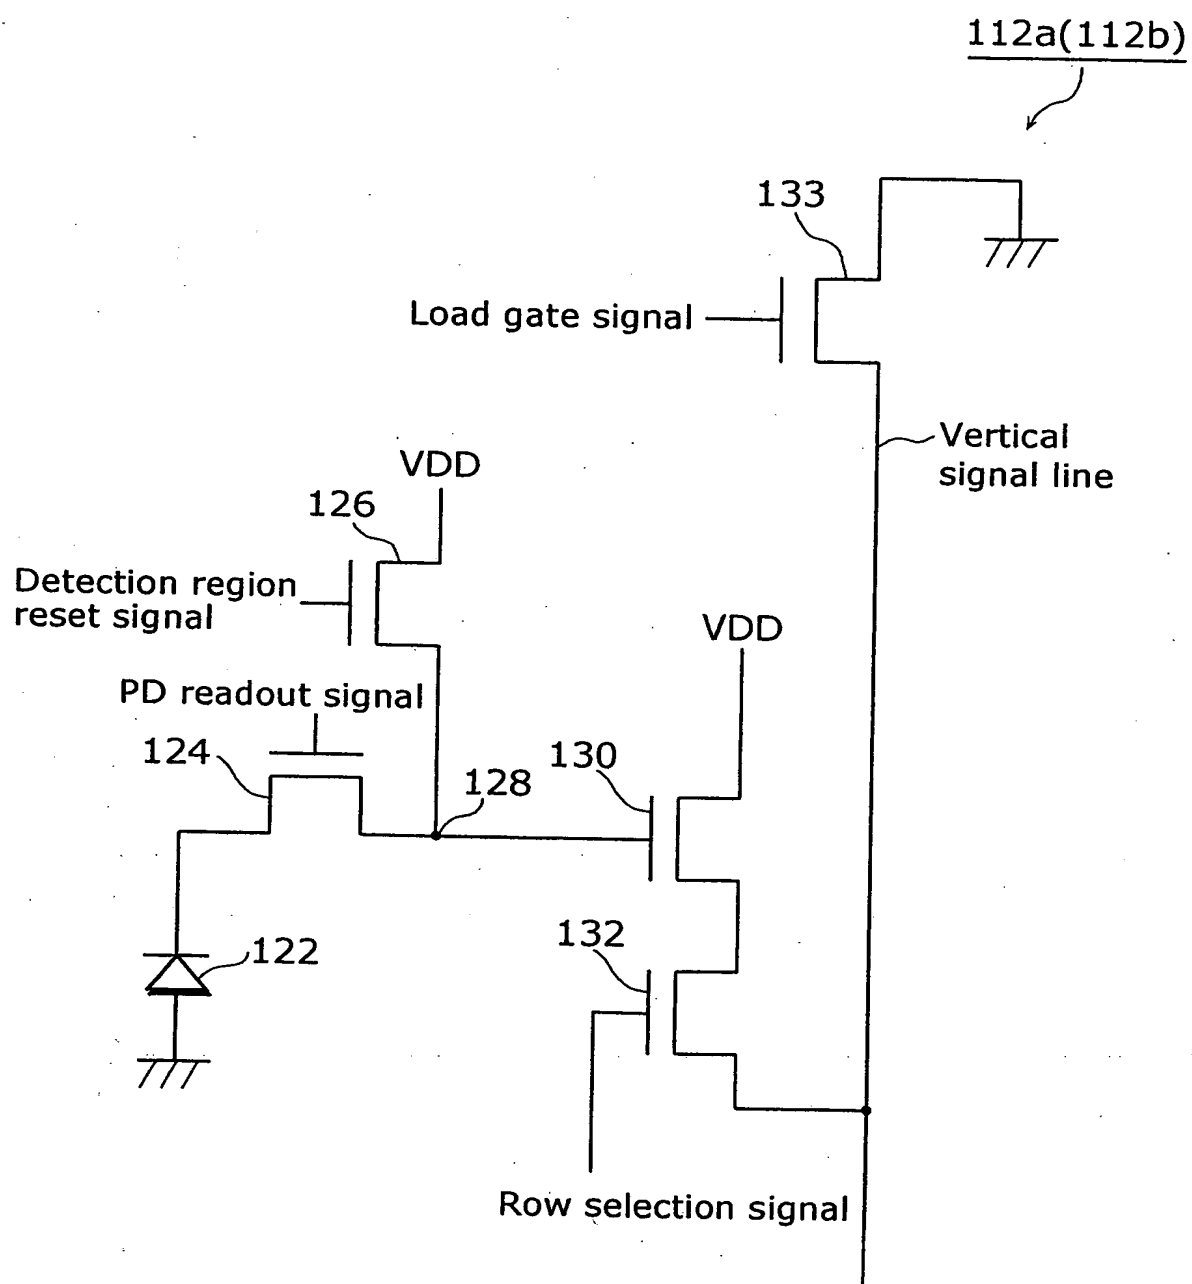 112a(112b)
133
Load gate signal
Vertical
signal line
VDD
126
Detection region
reset signal
VDD
PD readout signal
124
128
130
132
122
Row selection signal